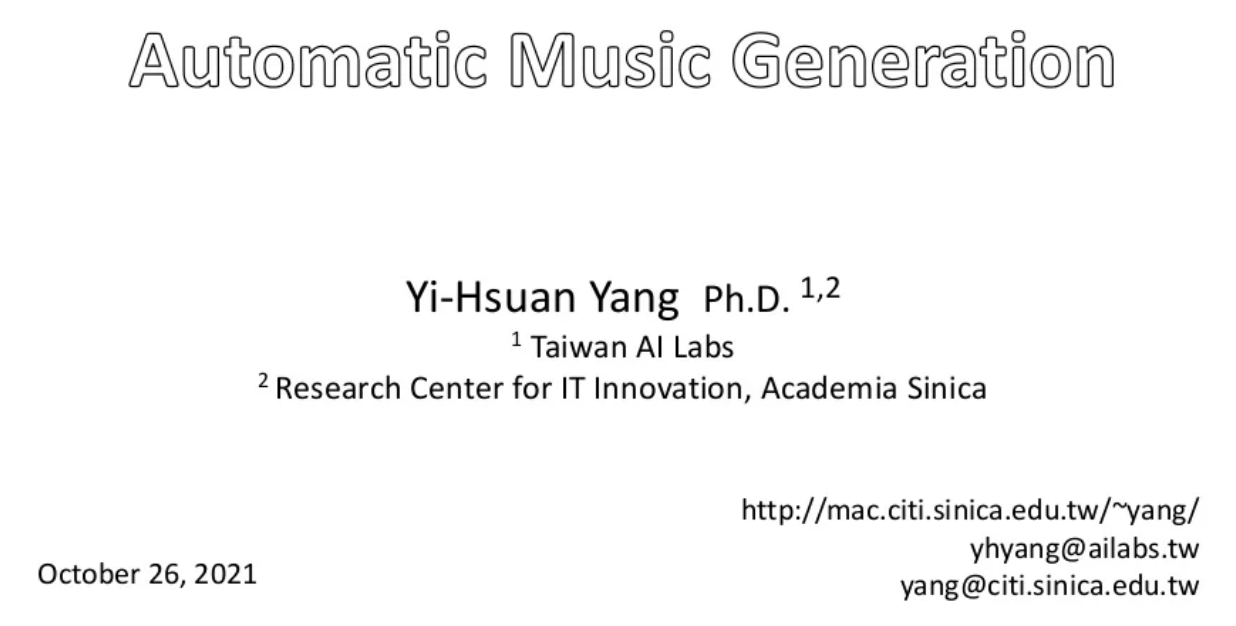 Automatic Music Generation
Yi-Hsuan Yang Ph.D. 1,2
1 Taiwan AI Labs
2 Research Center for IT Innovation, Academia Sinica
http://mac.citi.sinica.edu.tw/~yang/
yhyang@ailabs.tw
yang@citi.sinica.edu.tw
October 26, 2021